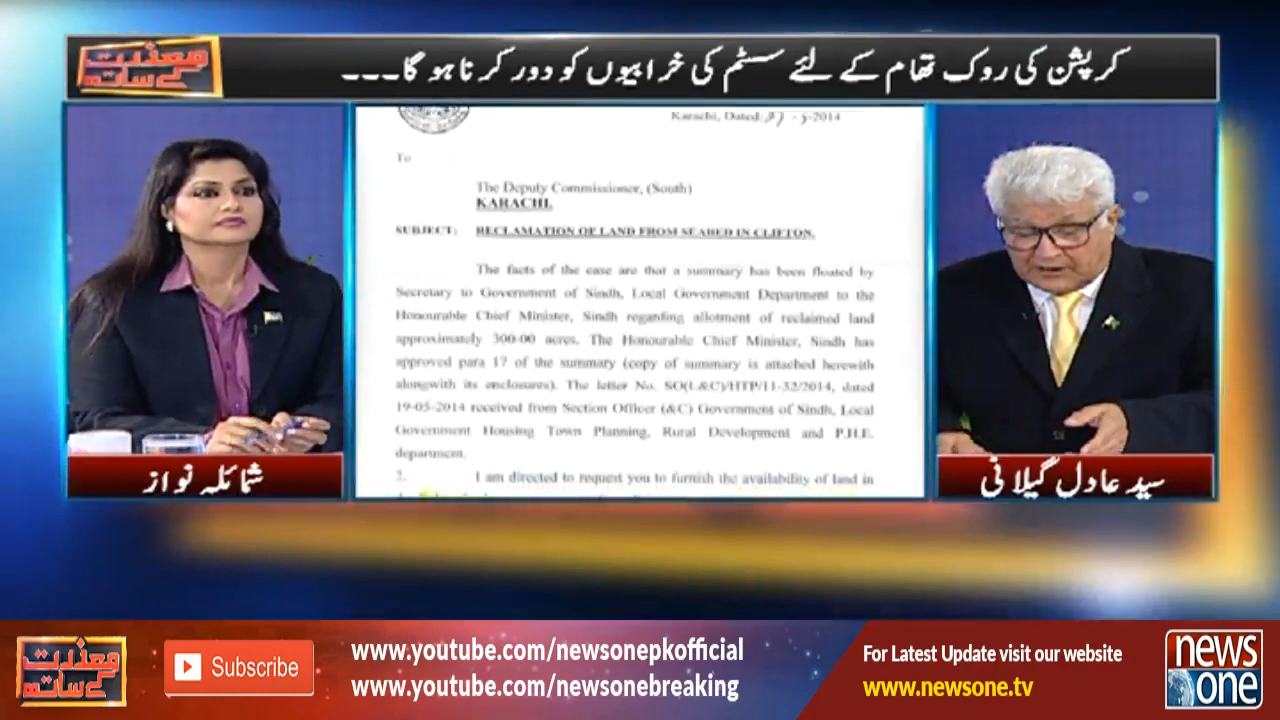 معذرت
کے ساتھ
کرپشن کی روک تھام کے لئے سسٹم کی خرابیوں کو دور کرنا ہو گا۔۔۔
Karachi, Dated: -5-2014
To
The Deputy Commissioner, (South)
KARACHI.
SUBJECT: RECLAMATION OF LAND FROM SEABED IN CLIFTON.
The facts of the case are that a summary has been floated by
Secretary to Government of Sindh, Local Government Department to the
Honourable Chief Minister, Sindh regarding allotment of reclaimed land
approximately 300-00 acres. The Honourable Chief Minister, Sindh has
approved para 17 of the summary (copy of summary is attached herewith
alongwith its enclosures). The letter No. SO(L&C)/HTP/11-32/2014, dated
19-05-2014 received from Section Officer (&C) Government of Sindh, Local
Government Housing Town Planning, Rural Development and P.H.E.
department.
2. I am directed to request you to furnish the availability of land in
شمائلہ نواز
سید عادل گیلانی
معذرت
کے ساتھ
Subscribe
www.youtube.com/newsonepkofficial
www.youtube.com/newsonebreaking
For Latest Update visit our website
www.newsone.tv
news
one